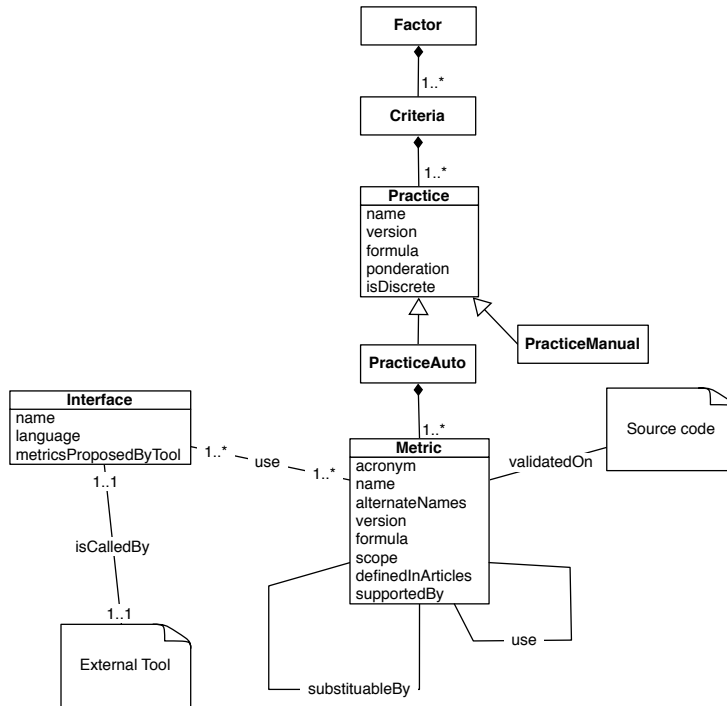 Factor
1..*
Criteria
1..*
Practice
name
version
formula
ponderation
isDiscrete
PracticeManual
PracticeAuto
1..*
Interface
name
language
metricsProposedByTool
1..1
1..*
use
1..*
Metric
acronym
name
alternateNames
version
formula
scope
definedInArticles
supportedBy
validatedOn
Source code
isCalledBy
1..1
External Tool
substituableBy
use